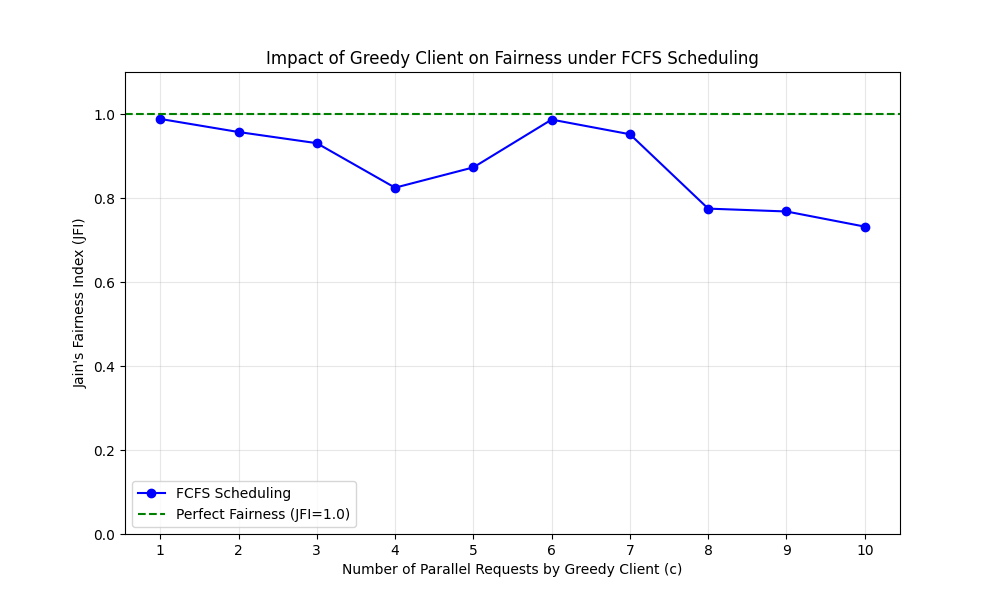 Impact of Greedy Client on Fairness under FCFS Scheduling
Jain's Fairness Index (JFI)
1.0
0.8
0.6
0.4
0.2
0.0
FCFS Scheduling
Perfect Fairness (JFI=1.0)
1 2 3 4 5 6 7 8 9 10
Number of Parallel Requests by Greedy Client (c)